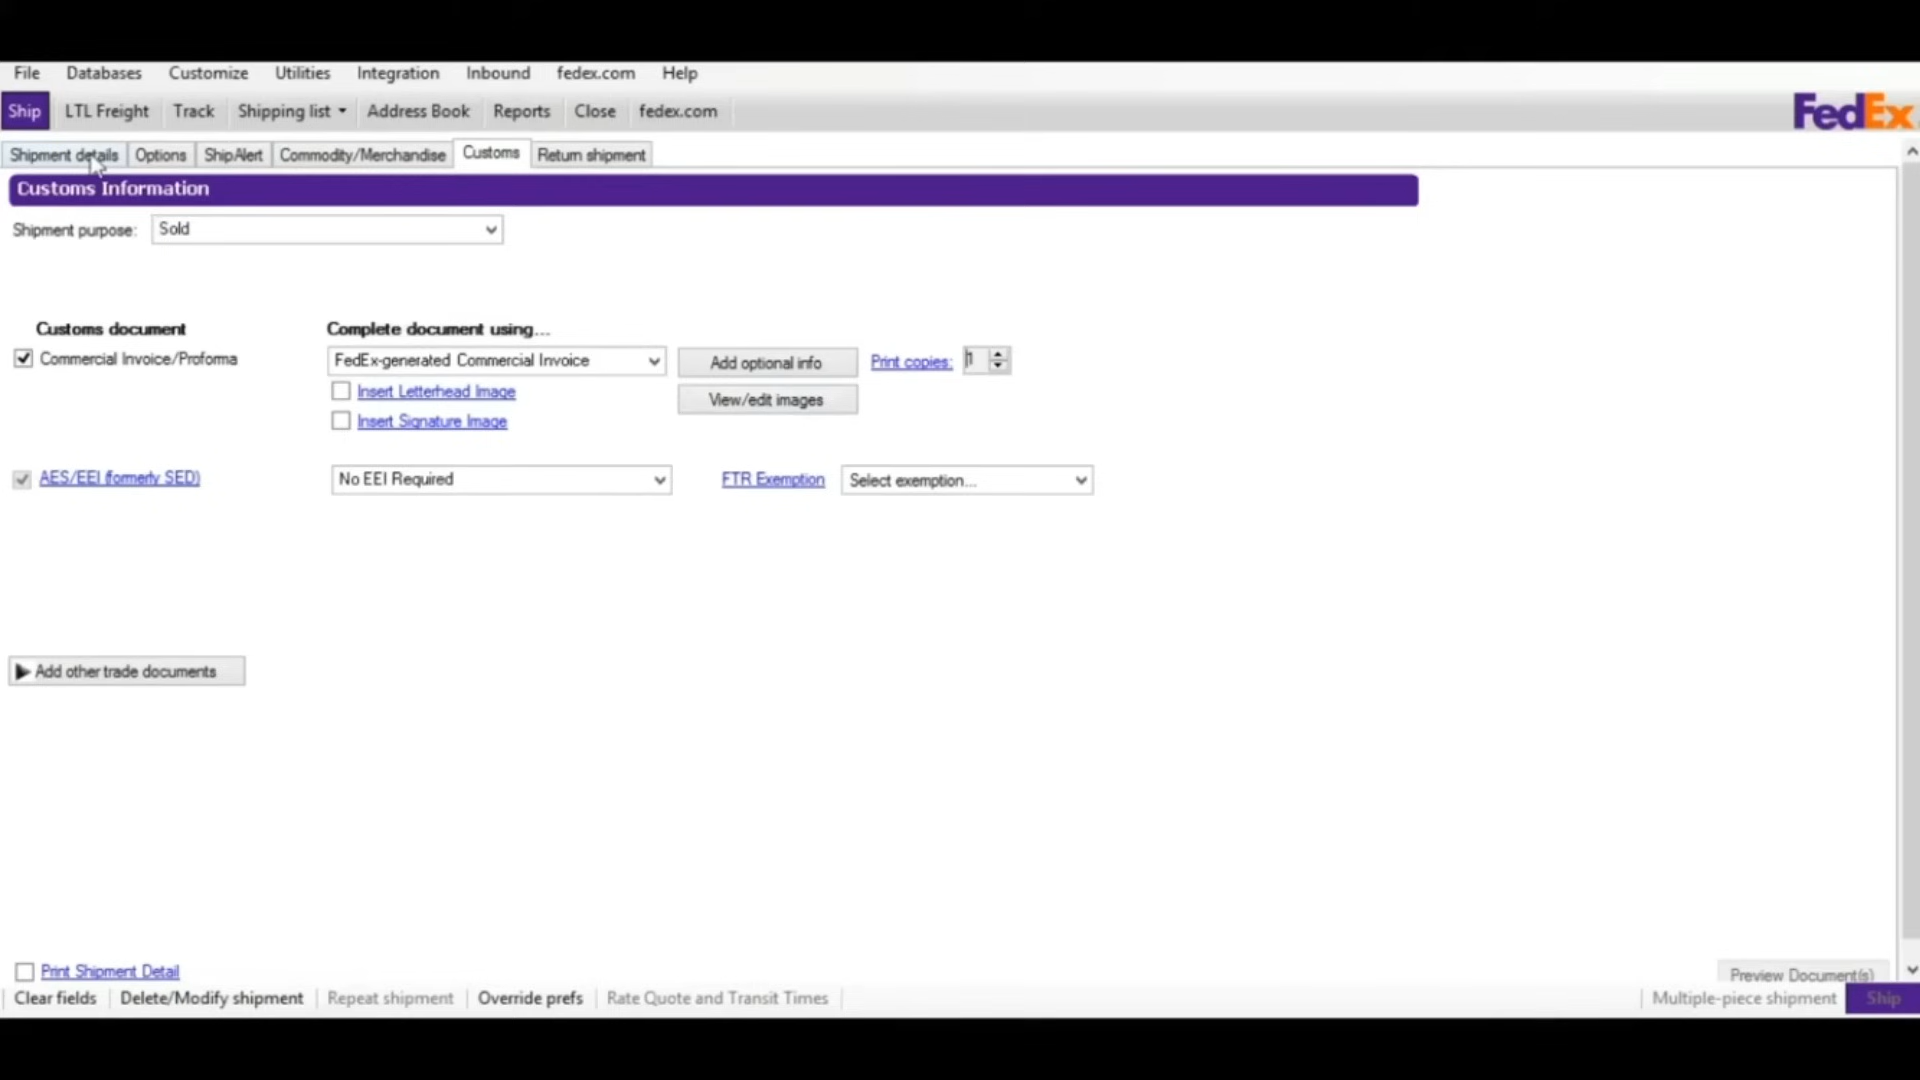 File Databases Customize Utilities Integration Inbound fedex.com Help
Ship LTL Freight Track Shipping list Address Book Reports Close fedex.com FedEx
Shipment details Options ShipAlert Commodity/Merchandise Customs Return shipment
Customs Information
Shipment purpose: Sold
Customs document Complete document using...
Commercial Invoice/Proforma FedEx-generated Commercial Invoice Add optional info Print copies: 1
Insert Letterhead Image View/edit images
Insert Signature Image
AES/EEI (formerly SED) No EEI Required FTR Exemption Select exemption...
Add other trade documents
Print Shipment Detail Preview Document(s)
Clear fields Delete/Modify shipment Repeat shipment Override prefs Rate Quote and Transit Times Multiple-piece shipment Ship